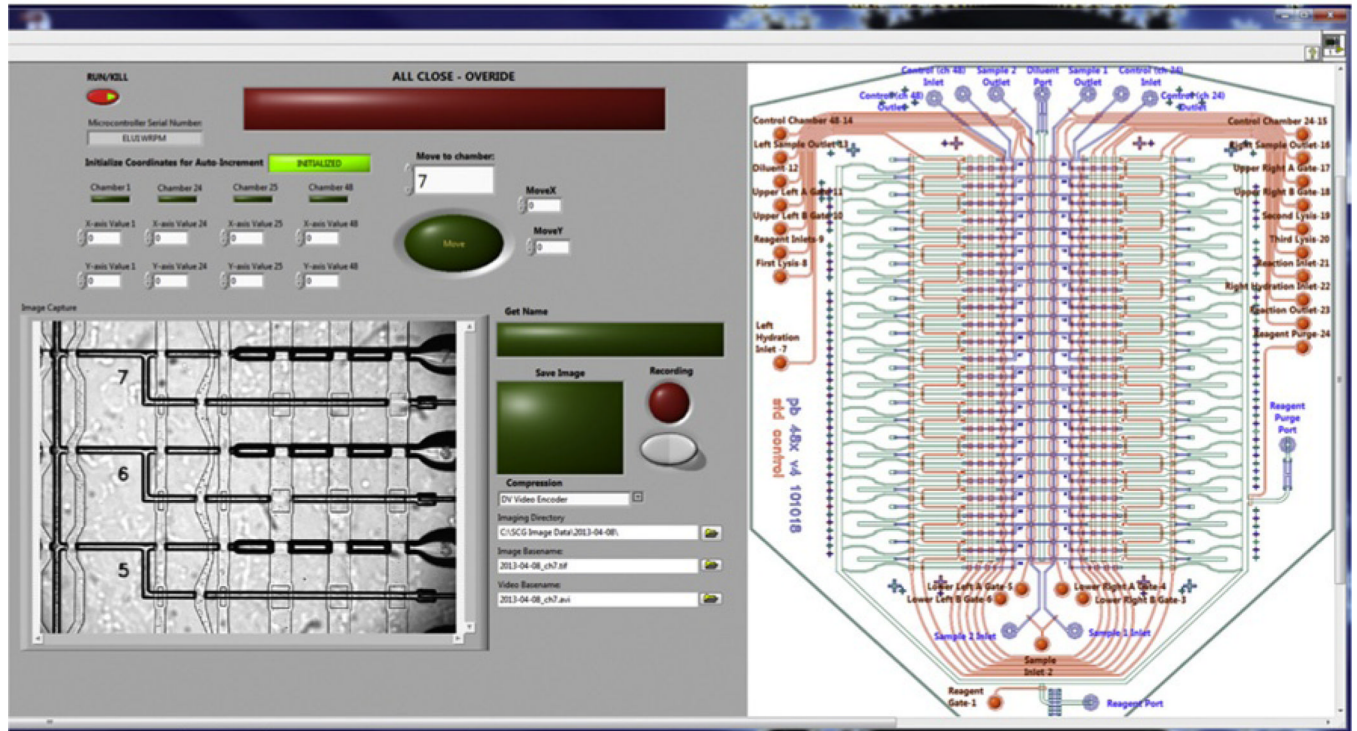 RUN/KILL
ALL CLOSE - OVERIDE
Microcontroller Serial Number:
ELU1WRPM
Initialize Coordinates for Auto-Increment
INITIALIZED
Move to chamber:
7
Chamber 1
Chamber 24
Chamber 25
Chamber 48
MoveX
0
X-axis Value 1
X-axis Value 24
X-axis Value 25
X-axis Value 48
0
0
0
0
Move
MoveY
0
Y-axis Value 1
Y-axis Value 24
Y-axis Value 25
Y-axis Value 48
0
0
0
0
Image Capture
7
6
5
Get Name
Save Image
Recording
Compression
DV Video Encoder
Imaging Directory
C:\SCG Image Data\2013-04-08\
Image Basename:
2013-04-08_ch7.tif
Video Basename:
2013-04-08_ch7.avi
Control (ch 48)
Inlet
Sample 2
Outlet
Diluent
Port
Sample 1
Outlet
Control (ch 24)
Inlet
Control (ch 48)
Outlet
Control (ch 24)
Outlet
Control Chamber 48-14
Left Sample Outlet-13
Diluent-12
Upper Left A Gate-11
Upper Left B Gate-10
Reagent Inlets-9
First Lysis-8
Left
Hydration
Inlet -7
Control Chamber 24-15
Right Sample Outlet-16
Upper Right A Gate-17
Upper Right B Gate-18
Second Lysis-19
Third Lysis-20
Reaction Inlet-21
Right Hydration Inlet-22
Reaction Outlet-23
Reagent Purge-24
pb 48x v4 101018
std control
Reagent
Purge
Port
Lower Left A Gate-5
Lower Right A Gate-4
Lower Left B Gate-6
Lower Right B Gate-3
Sample 2 Inlet
Sample 1 Inlet
Sample
Inlet-2
Reagent
Gate-1
Reagent Port